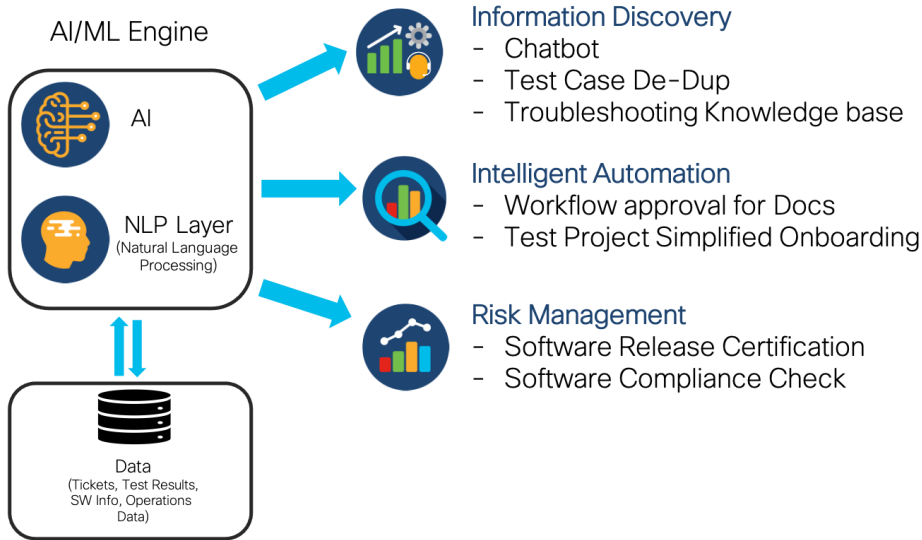 AI/ML Engine
AI
NLP Layer
(Natural Language
Processing)
Data
(Tickets, Test Results,
SW Info, Operations
Data)
Information Discovery
- Chatbot
- Test Case De-Dup
- Troubleshooting Knowledge base
Intelligent Automation
- Workflow approval for Docs
- Test Project Simplified Onboarding
Risk Management
- Software Release Certification
- Software Compliance Check